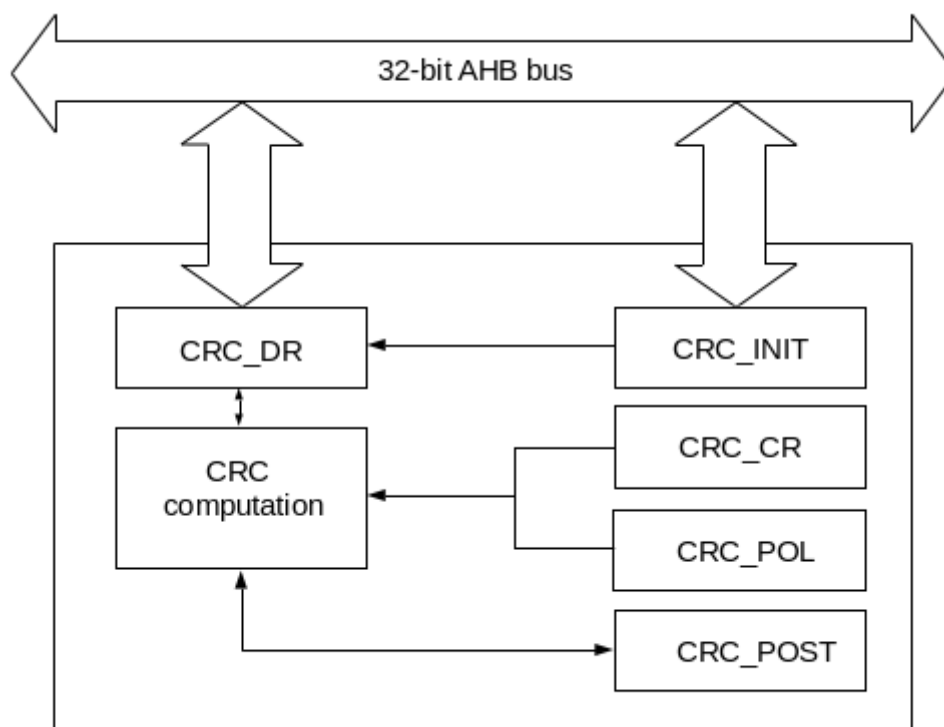 32-bit AHB bus
CRC_DR
CRC_INIT
CRC
computation
CRC_CR
CRC_POL
CRC_POST